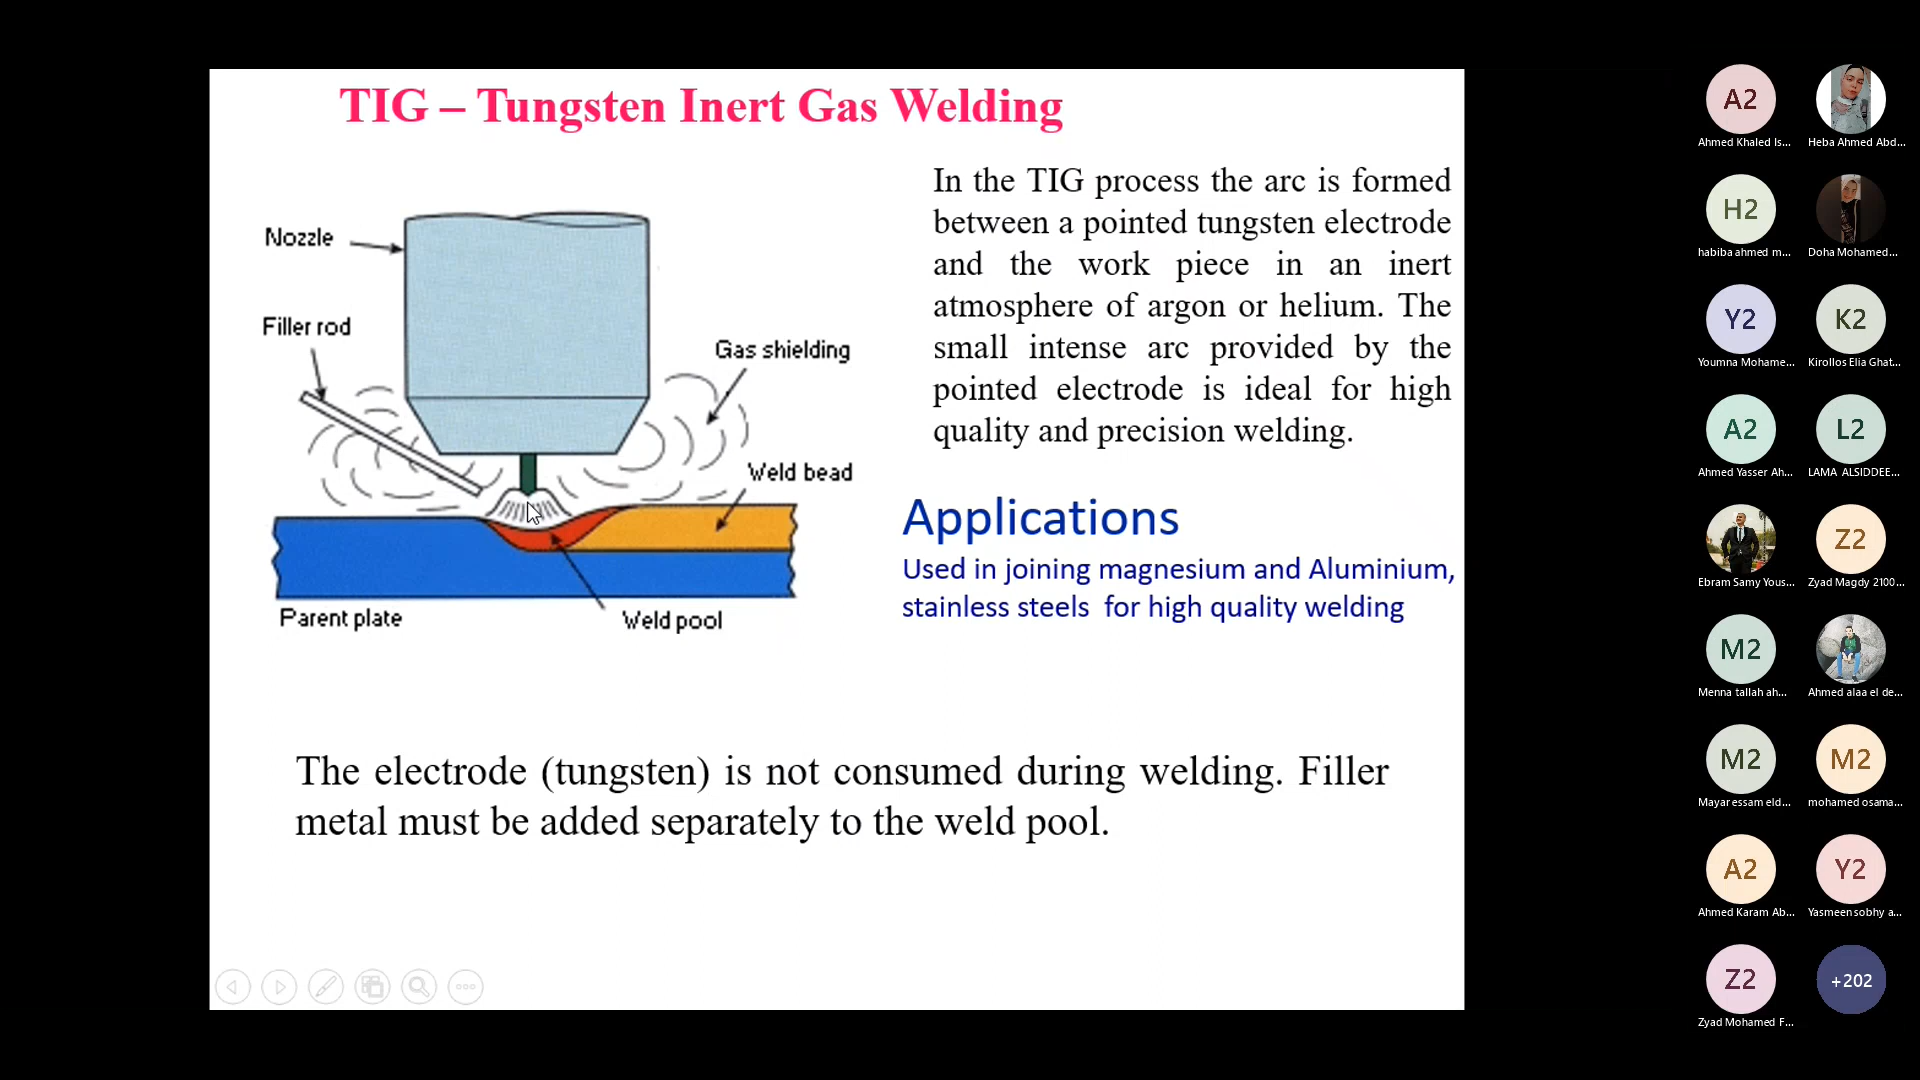 TIG – Tungsten Inert Gas Welding
In the TIG process the arc is formed
between a pointed tungsten electrode
and the work piece in an inert
atmosphere of argon or helium. The
small intense arc provided by the
pointed electrode is ideal for high
quality and precision welding.
Nozzle
Filler rod
Gas shielding
Weld bead
Parent plate
Weld pool
Applications
Used in joining magnesium and Aluminium,
stainless steels for high quality welding
The electrode (tungsten) is not consumed during welding. Filler
metal must be added separately to the weld pool.
A2
Ahmed Khaled Is...
Heba Ahmed Abd...
H2
habiba ahmed m...
Doha Mohamed...
Y2
Youmna Mohame...
K2
Kirollos Elia Ghat...
A2
Ahmed Yasser Ah...
L2
LAMA ALSIDDEE...
Ebram Samy Yous...
Z2
Zyad Magdy 2100...
M2
Menna tallah ah...
Ahmed alaa el de...
M2
Mayar essam eld...
M2
mohamed osama...
A2
Ahmed Karam Ab...
Y2
Yasmeen sobhy a...
Z2
Zyad Mohamed F...
+202